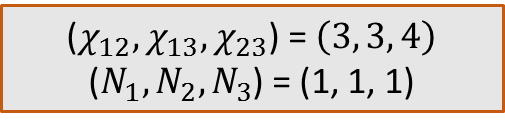 (χ₁₂, χ₁₃, χ₂₃) = (3, 3, 4)
(N₁, N₂, N₃) = (1, 1, 1)